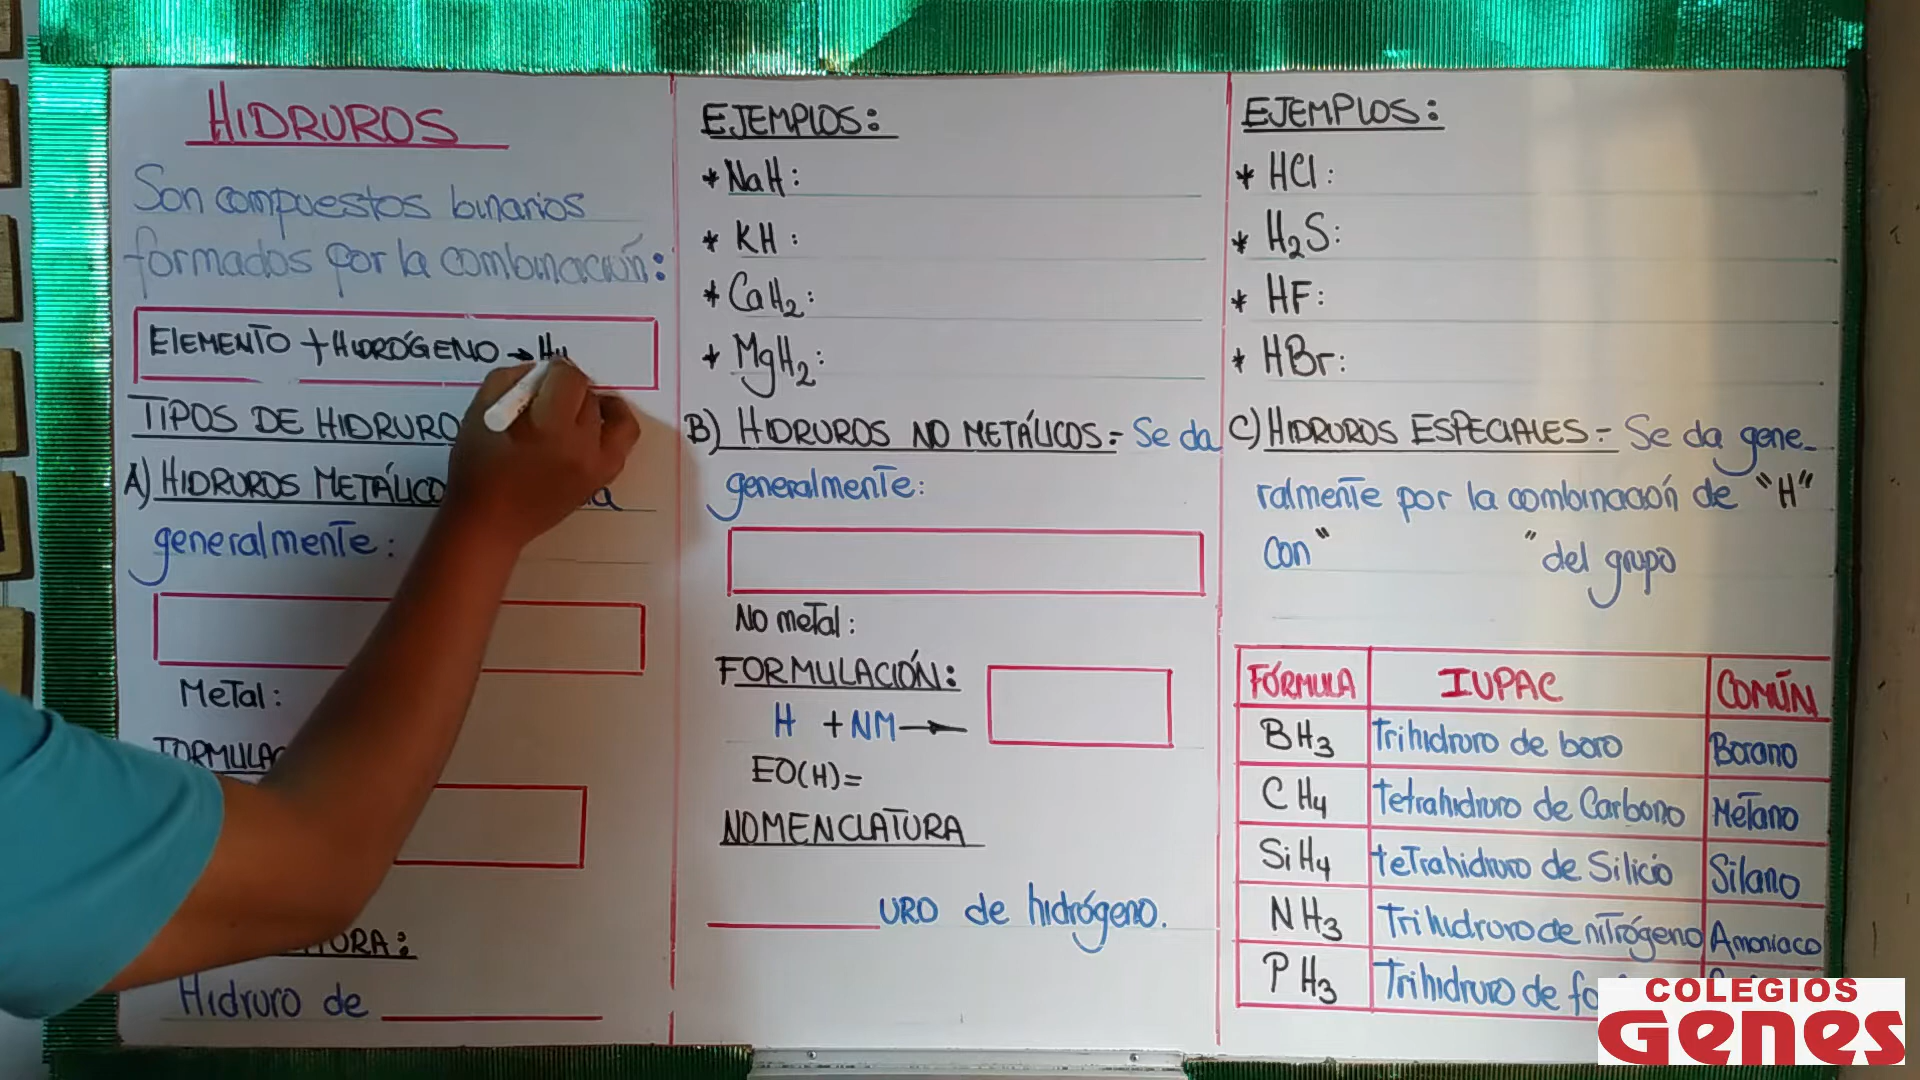 HIDRUROS
Son compuestos binarios
formados por la combinación:
ElEMENTO + HIDRÓGENO →
TIPOS DE HIDRURO
A) HIDRUROS METÁLICO
generalmente:
Metal:
Hidruro de
EJEMPLOS:
* NaH:
* KH:
* CaH2:
* MgH2:
B) HIDRUROS NO METÁLICOS:- Se da
generalmente:
No metal:
FORMULACIÓN:
H + NM →
EO(H)=
NOMENCLATURA
URO de hidrógeno.
EJEMPLOS:
* HCl:
* H2S:
* HF:
* HBr:
C) HIDRUROS ESPECIALES:- Se da gene-
ralmente por la combinación de "H"
con " " del grupo
FÓRMULA IUPAC COMÚN
BH3 Trihidruro de boro Borano
CH4 tetrahidruro de Carbono Metano
SiH4 tetrahidruro de Silicio Silano
NH3 Trihidruro de nitrógeno Amoniaco
PH3 Trihidruro de
COLEGIOS
GENES